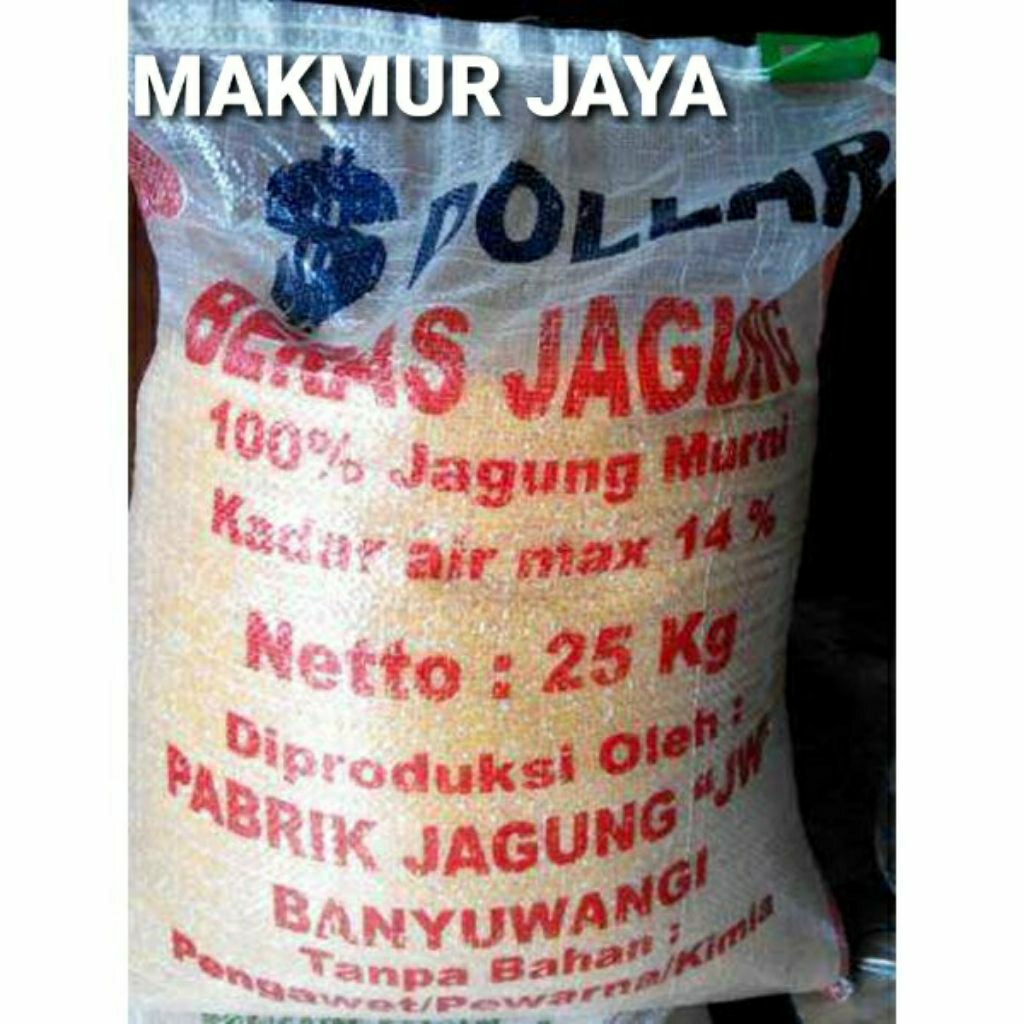 MAKMUR JAYA
$ DOLLAR
BERAS JAGUNG
100% Jagung Murni
Kadar air max 14 %
Netto : 25 Kg
Diproduksi Oleh :
PABRIK JAGUNG "JW"
BANYUWANGI
Tanpa Bahan :
Pengawet/Pewarna/Kimia